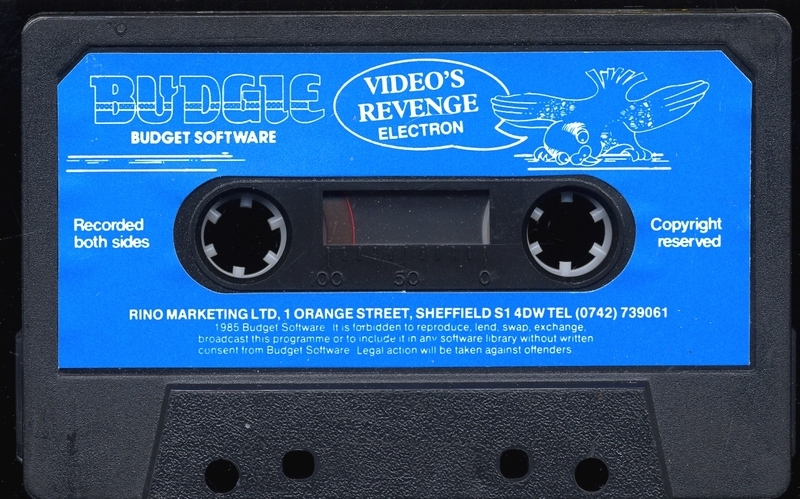 BUDGIE
BUDGET SOFTWARE
VIDEO'S
REVENGE
ELECTRON
Recorded
both sides
Copyright
reserved
100 50 0
RINO MARKETING LTD, 1 ORANGE STREET, SHEFFIELD S1 4DW TEL (0742) 739061
1985 Budget Software. It is forbidden to reproduce, lend, swap, exchange,
broadcast this programme or to include it in any software library without written
consent from Budget Software. Legal action will be taken against offenders.